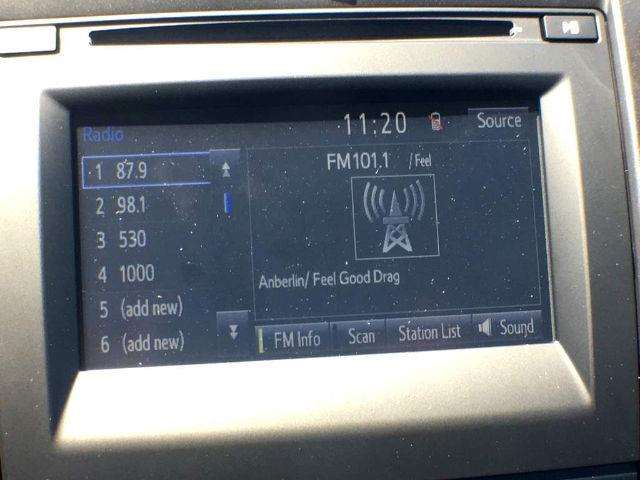 11:20 Source
Radio
FM101.1 /Feel
1 87.9
2 98.1
3 530
4 1000
5 (add new)
6 (add new)
Anberlin/ Feel Good Drag
FM Info Scan Station List Sound